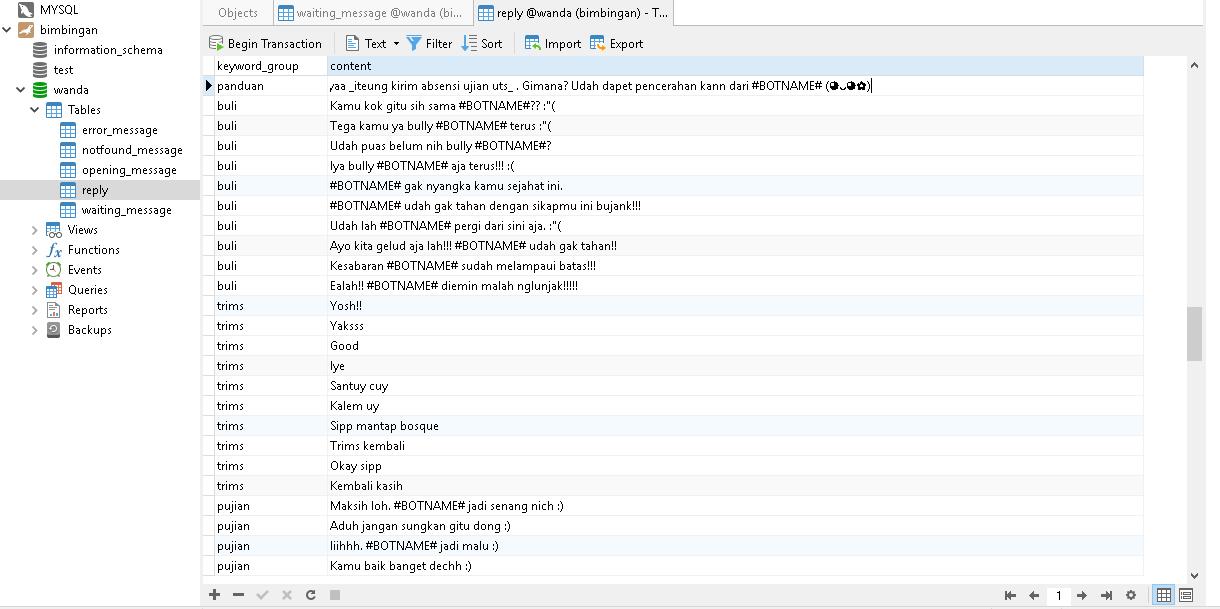 MYSQL
bimbingan
information_schema
test
wanda
Tables
error_message
notfound_message
opening_message
reply
waiting_message
Views
Functions
Events
Queries
Reports
Backups
Objects waiting_message @wanda (bi... reply @wanda (bimbingan) - T...
Begin Transaction Text Filter Sort Import Export
keyword_group content
panduan yaa _iteung kirim absensi ujian uts_ . Gimana? Udah dapet pencerahan kann dari #BOTNAME# (◕ᴗ◕✿)
buli Kamu kok gitu sih sama #BOTNAME#?? :"(
buli Tega kamu ya bully #BOTNAME# terus :"(
buli Udah puas belum nih bully #BOTNAME#?
buli Iya bully #BOTNAME# aja terus!!! :(
buli #BOTNAME# gak nyangka kamu sejahat ini.
buli #BOTNAME# udah gak tahan dengan sikapmu ini bujank!!!
buli Udah lah #BOTNAME# pergi dari sini aja. :"(
buli Ayo kita gelud aja lah!!! #BOTNAME# udah gak tahan!!
buli Kesabaran #BOTNAME# sudah melampaui batas!!!
buli Ealah!! #BOTNAME# diemin malah nglunjak!!!!!
trims Yosh!!
trims Yaksss
trims Good
trims Iye
trims Santuy cuy
trims Kalem uy
trims Sipp mantap bosque
trims Trims kembali
trims Okay sipp
trims Kembali kasih
pujian Maksih loh. #BOTNAME# jadi senang nich :)
pujian Aduh jangan sungkan gitu dong :)
pujian Iiihhh. #BOTNAME# jadi malu :)
pujian Kamu baik banget dechh :)
1